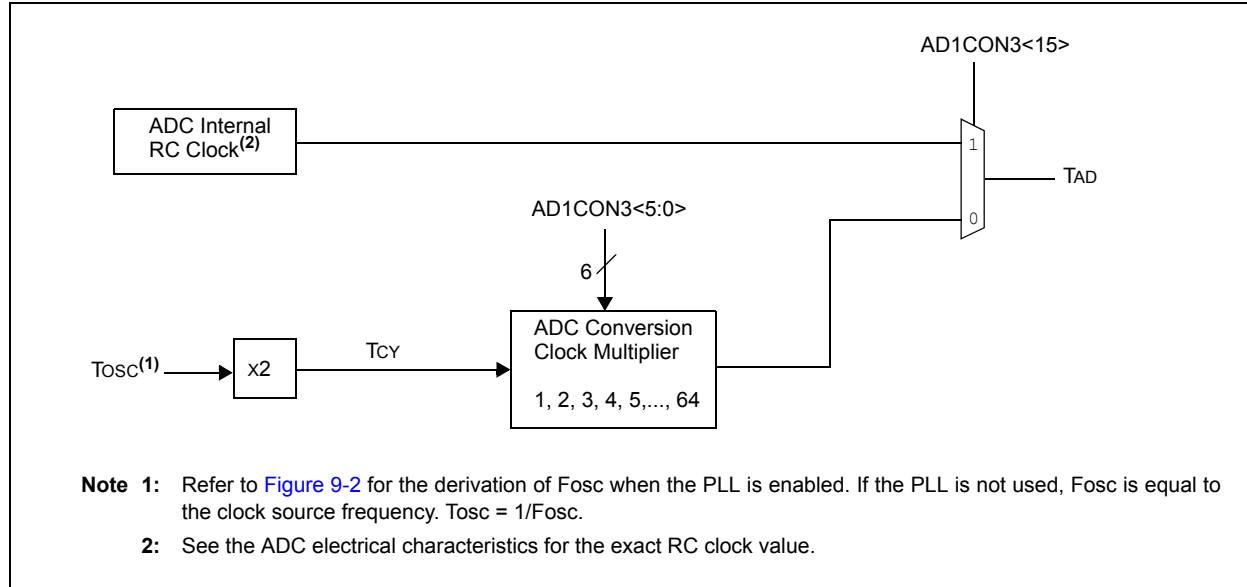 AD1CON3<15>
ADC Internal
RC Clock(2)
1
TAD
AD1CON3<5:0>
0
6
ADC Conversion
Clock Multiplier
TOSC(1)
X2
TCY
1, 2, 3, 4, 5,..., 64
Note 1: Refer to Figure 9-2 for the derivation of Fosc when the PLL is enabled. If the PLL is not used, Fosc is equal to
the clock source frequency. Tosc = 1/Fosc.
2: See the ADC electrical characteristics for the exact RC clock value.